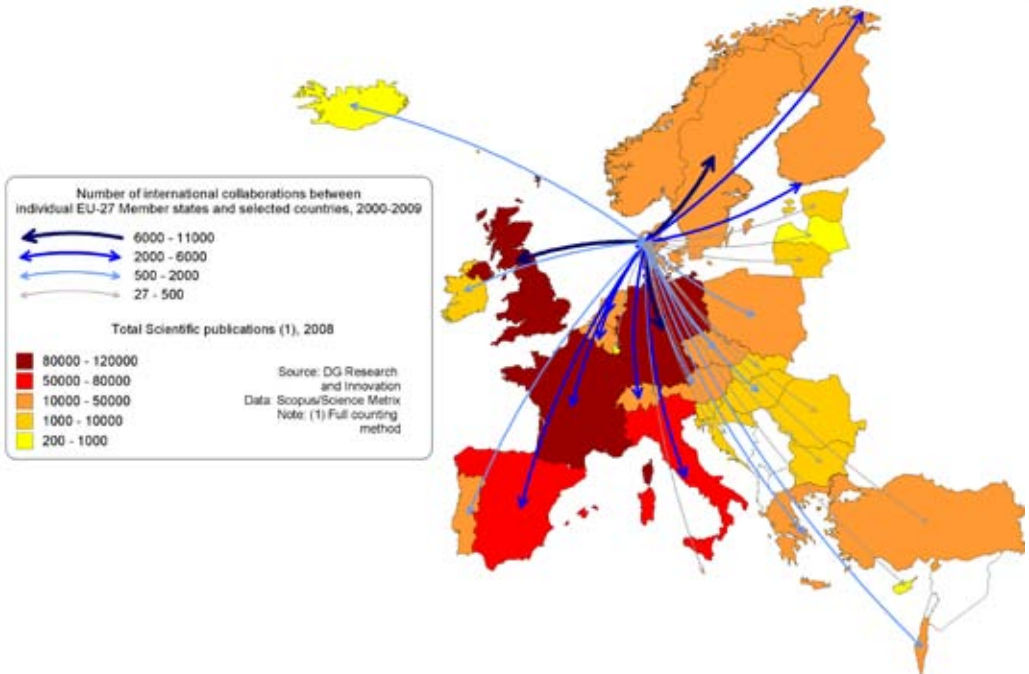 Number of international collaborations between
individual EU-27 Member states and selected countries, 2000-2009
6000 - 11000
2000 - 6000
500 - 2000
27 - 500
Total Scientific publications (1), 2008
80000 - 120000
50000 - 80000
10000 - 50000
1000 - 10000
200 - 1000
Source: DG Research
and Innovation
Data: Scopus/Science Metrix
Note: (1) Full counting
method